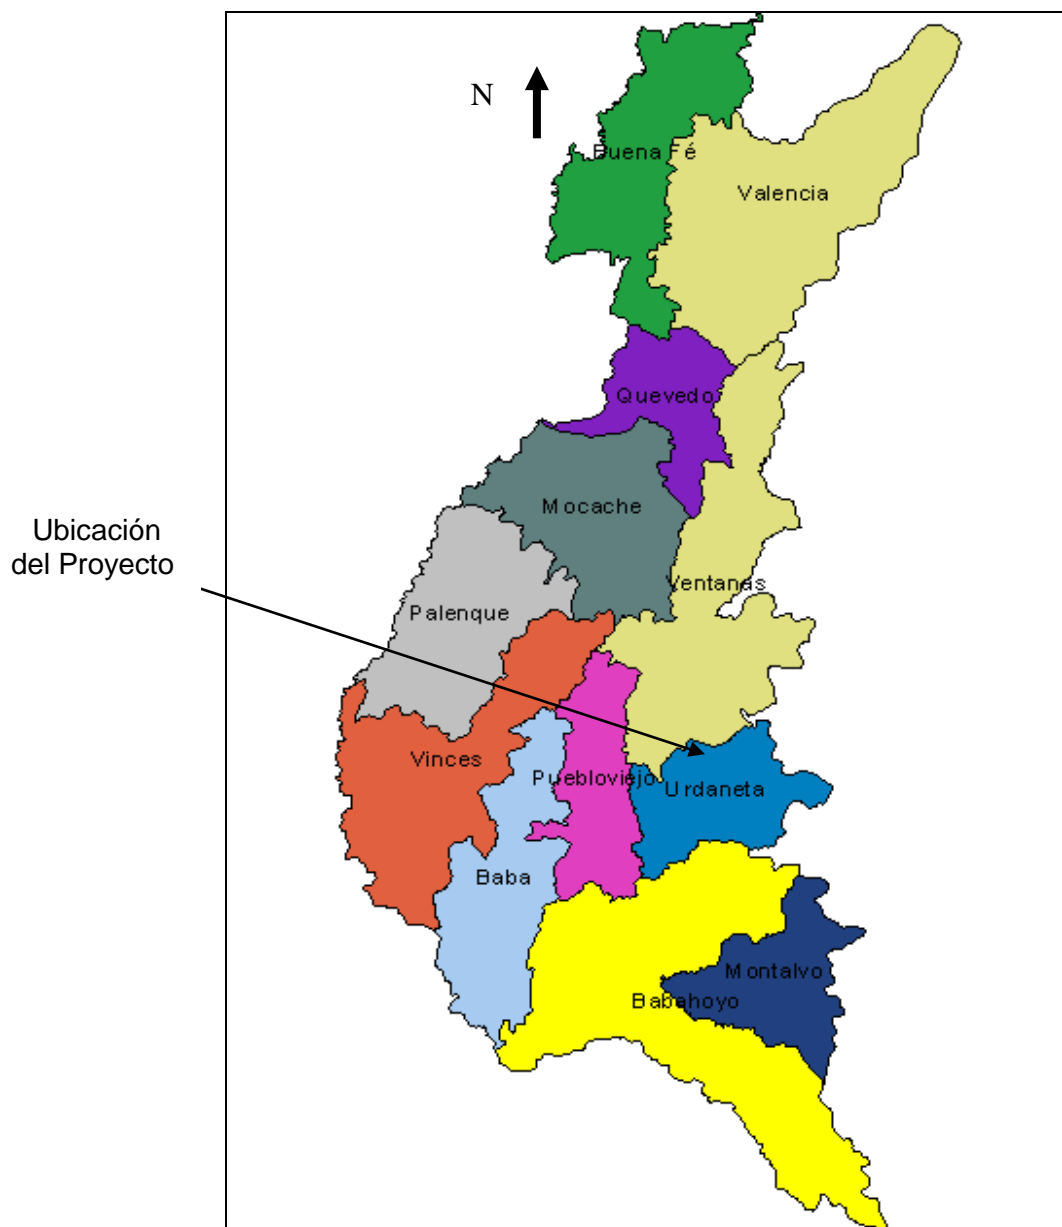 N
Buena Fé
Valencia
Quevedo
Mocache
Ubicación
del Proyecto
Ventanas
Palenque
Vinces
Puebloviejo
Urdaneta
Baba
Montalvo
Babahoyo